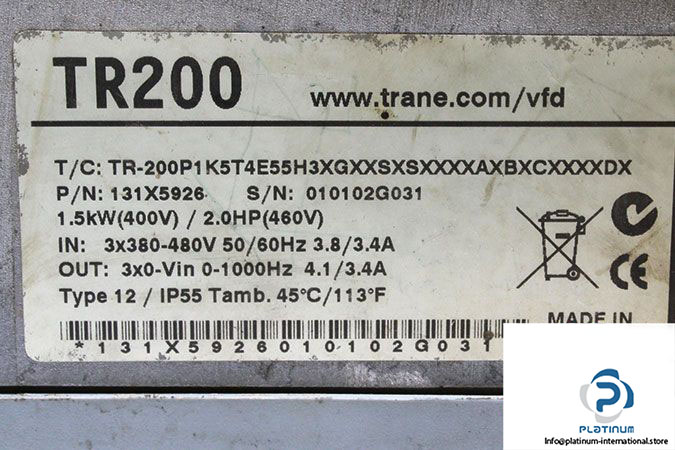 TR200
www.trane.com/vfd
T/C: TR-200P1K5T4E55H3XGXXSXSXXXXAXBXCXXXXDX
P/N: 131X5926 S/N: 010102G031
1.5kW(400V) / 2.0HP(460V)
IN: 3x380-480V 50/60Hz 3.8/3.4A
OUT: 3x0-Vin 0-1000Hz 4.1/3.4A
Type 12 / IP55 Tamb. 45°C/113°F
CE
MADE IN
*131X5926010102G031
PLATINUM
Info@platinum-international.store